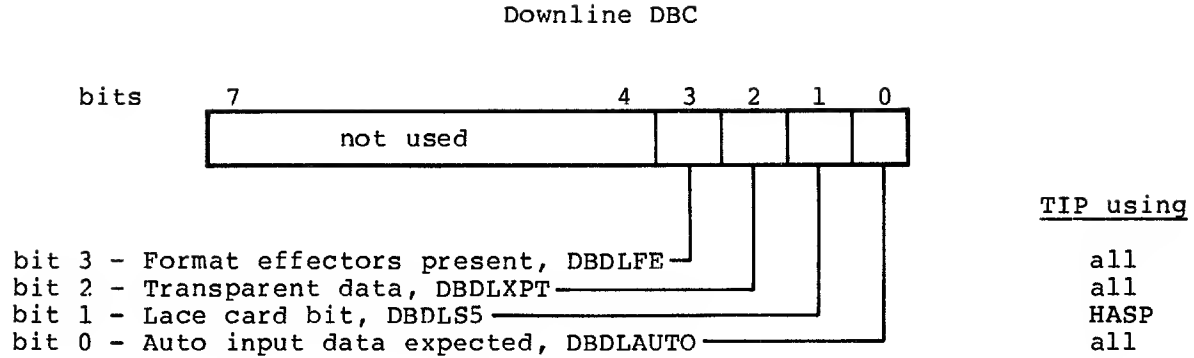 Downline DBC
bits 7 4 3 2 1 0
not used
TIP using
bit 3 - Format effectors present, DBDLFE all
bit 2 - Transparent data, DBDLXPT all
bit 1 - Lace card bit, DBDLS5 HASP
bit 0 - Auto input data expected, DBDLAUTO all